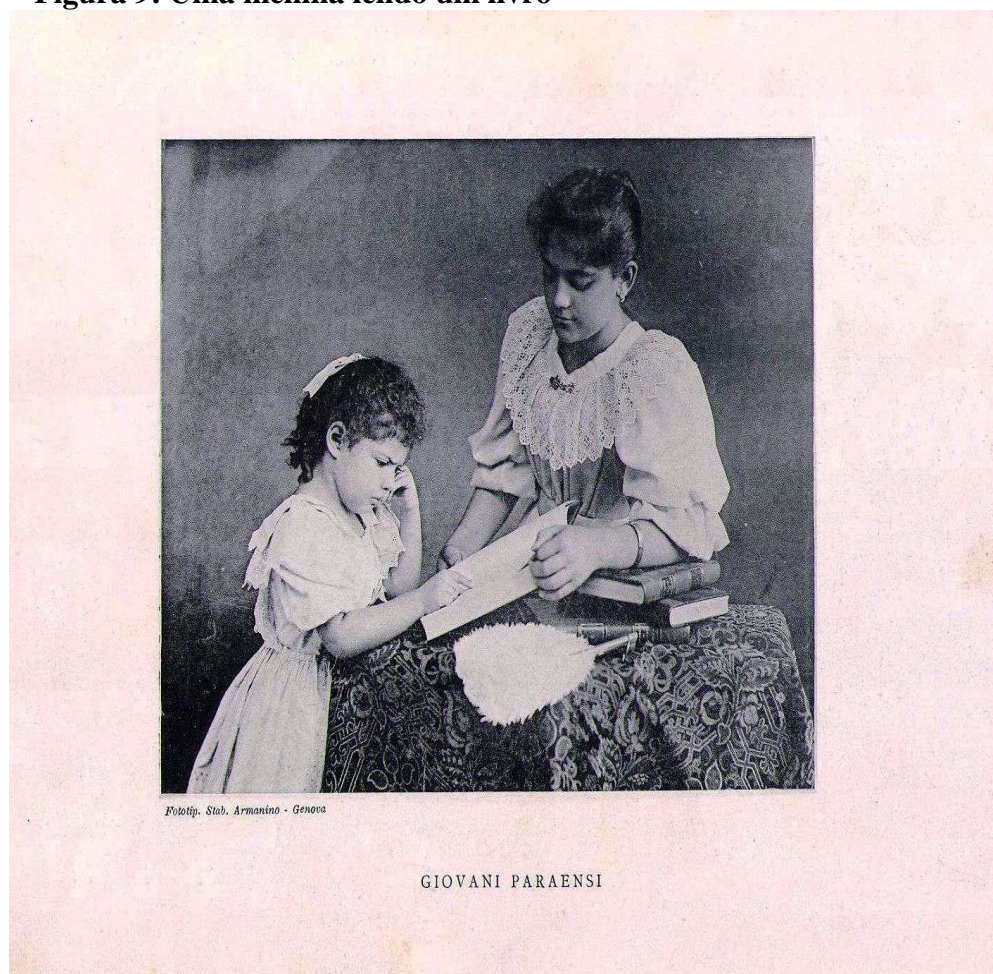 Figura 9: Uma menina lendo um livro
Fototip. Stab. Armanino - Genova
GIOVANI PARAENSI